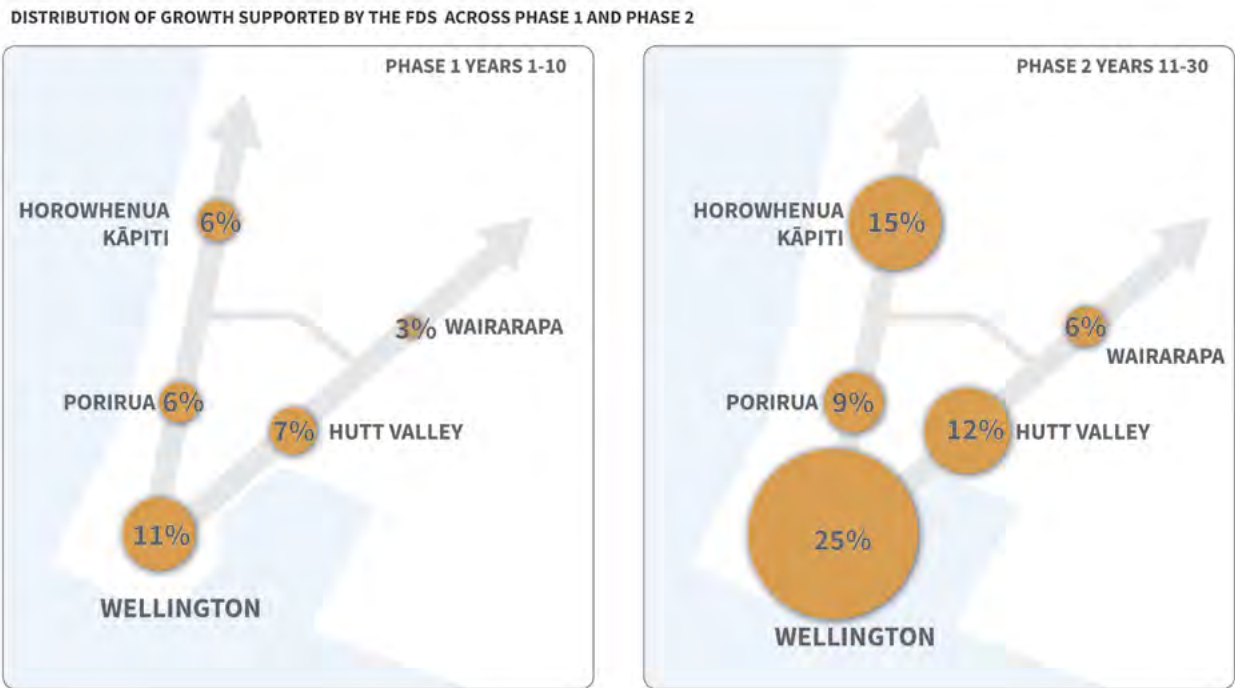 DISTRIBUTION OF GROWTH SUPPORTED BY THE FDS ACROSS PHASE 1 AND PHASE 2
PHASE 1 YEARS 1-10
HOROWHENUA
KĀPITI
6%
3% WAIRARAPA
PORIRUA 6%
7% HUTT VALLEY
11%
WELLINGTON
PHASE 2 YEARS 11-30
HOROWHENUA
KĀPITI
15%
6%
WAIRARAPA
PORIRUA 9%
12% HUTT VALLEY
25%
WELLINGTON